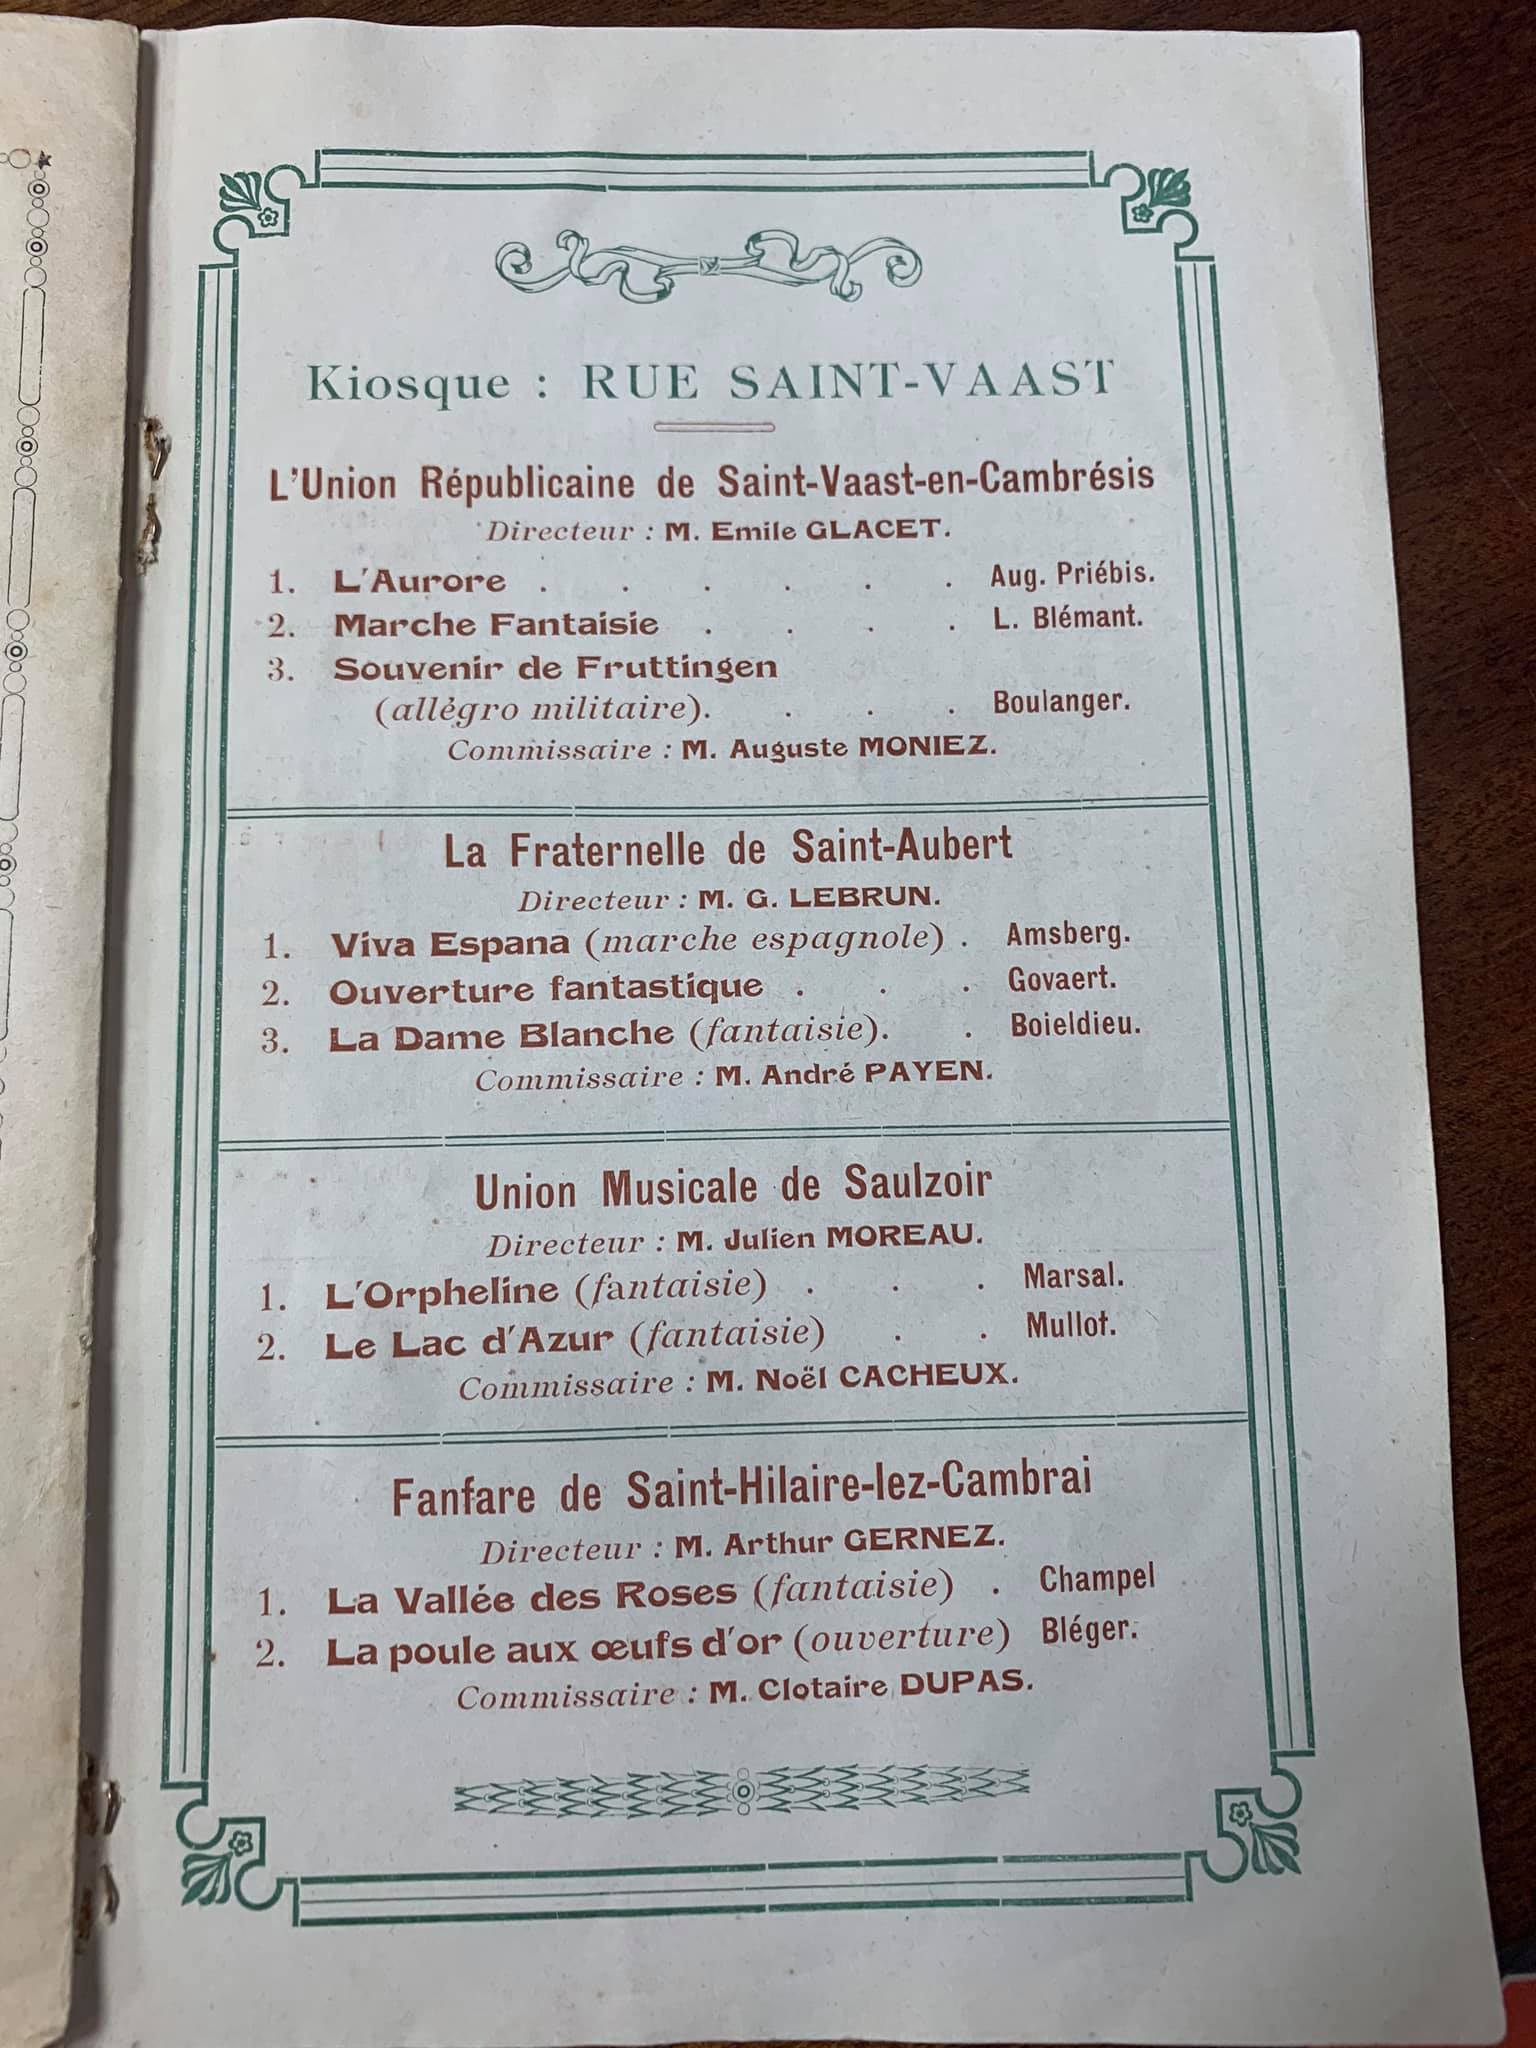 Kiosque : RUE SAINT-VAAST
L'Union Républicaine de Saint-Vaast-en-Cambrésis
Directeur : M. Emile GLACET.
1. L'Aurore . . . . . . Aug. Priébis.
2. Marche Fantaisie . . . . L. Blémant.
3. Souvenir de Fruttingen
(allégro militaire). . . . Boulanger.
Commissaire : M. Auguste MONIEZ.
La Fraternelle de Saint-Aubert
Directeur : M. G. LEBRUN.
1. Viva Espana (marche espagnole) . Amsberg.
2. Ouverture fantastique . . . Govaert.
3. La Dame Blanche (fantaisie). . Boieldieu.
Commissaire : M. André PAYEN.
Union Musicale de Saulzoir
Directeur : M. Julien MOREAU.
1. L'Orpheline (fantaisie) . . . Marsal.
2. Le Lac d'Azur (fantaisie) . . Mullot.
Commissaire : M. Noël CACHEUX.
Fanfare de Saint-Hilaire-lez-Cambrai
Directeur : M. Arthur GERNEZ.
1. La Vallée des Roses (fantaisie) . Champel
2. La poule aux œufs d'or (ouverture) Bléger.
Commissaire : M. Clotaire DUPAS.